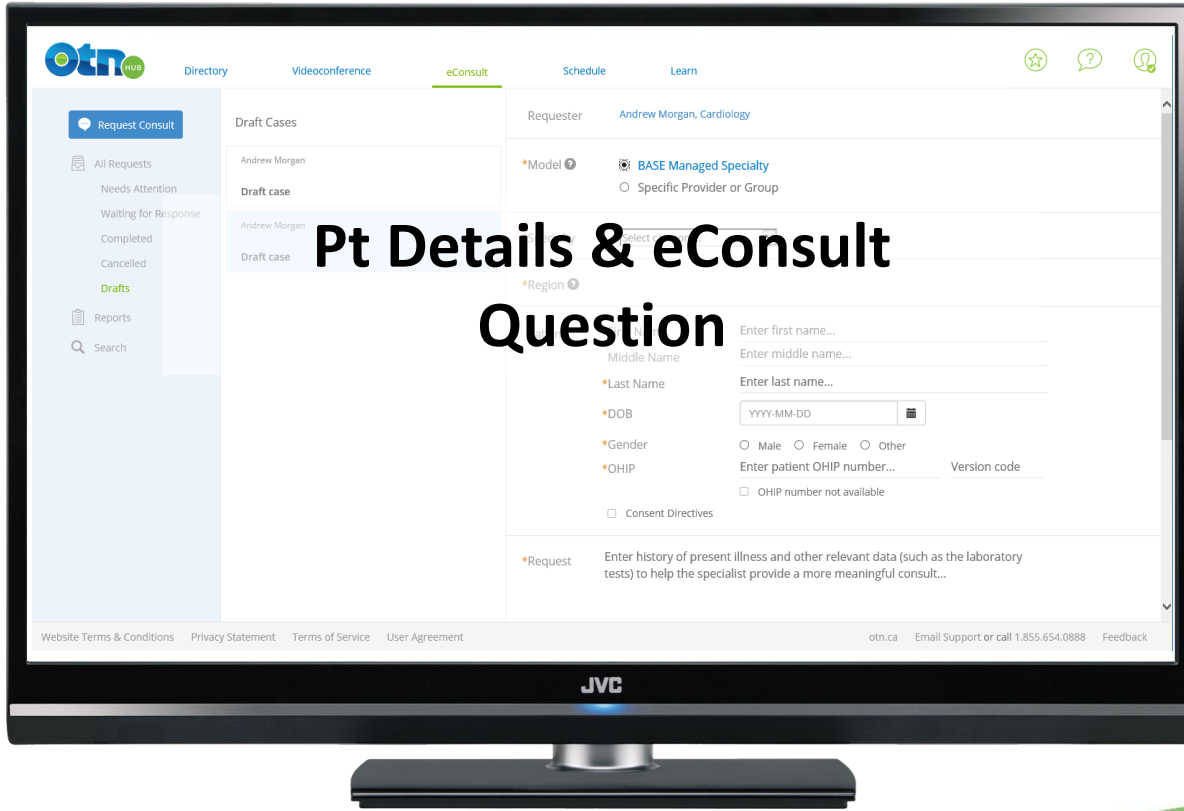 Otn HUB
Directory Videoconference eConsult Schedule Learn
Request Consult
All Requests
Needs Attention
Waiting for Response
Completed
Cancelled
Drafts
Reports
Search
Draft Cases
Andrew Morgan
Draft case
Andrew Morgan
Draft case
Requester Andrew Morgan, Cardiology
*Model ? BASE Managed Specialty
Specific Provider or Group
Select
Pt Details & eConsult
Question
*Region ?
Enter first name...
Middle Name Enter middle name...
*Last Name Enter last name...
*DOB YYYY-MM-DD
*Gender Male Female Other
*OHIP Enter patient OHIP number... Version code
OHIP number not available
Consent Directives
*Request Enter history of present illness and other relevant data (such as the laboratory
tests) to help the specialist provide a more meaningful consult...
Website Terms & Conditions Privacy Statement Terms of Service User Agreement otn.ca Email Support or call 1.855.654.0888 Feedback
JVC